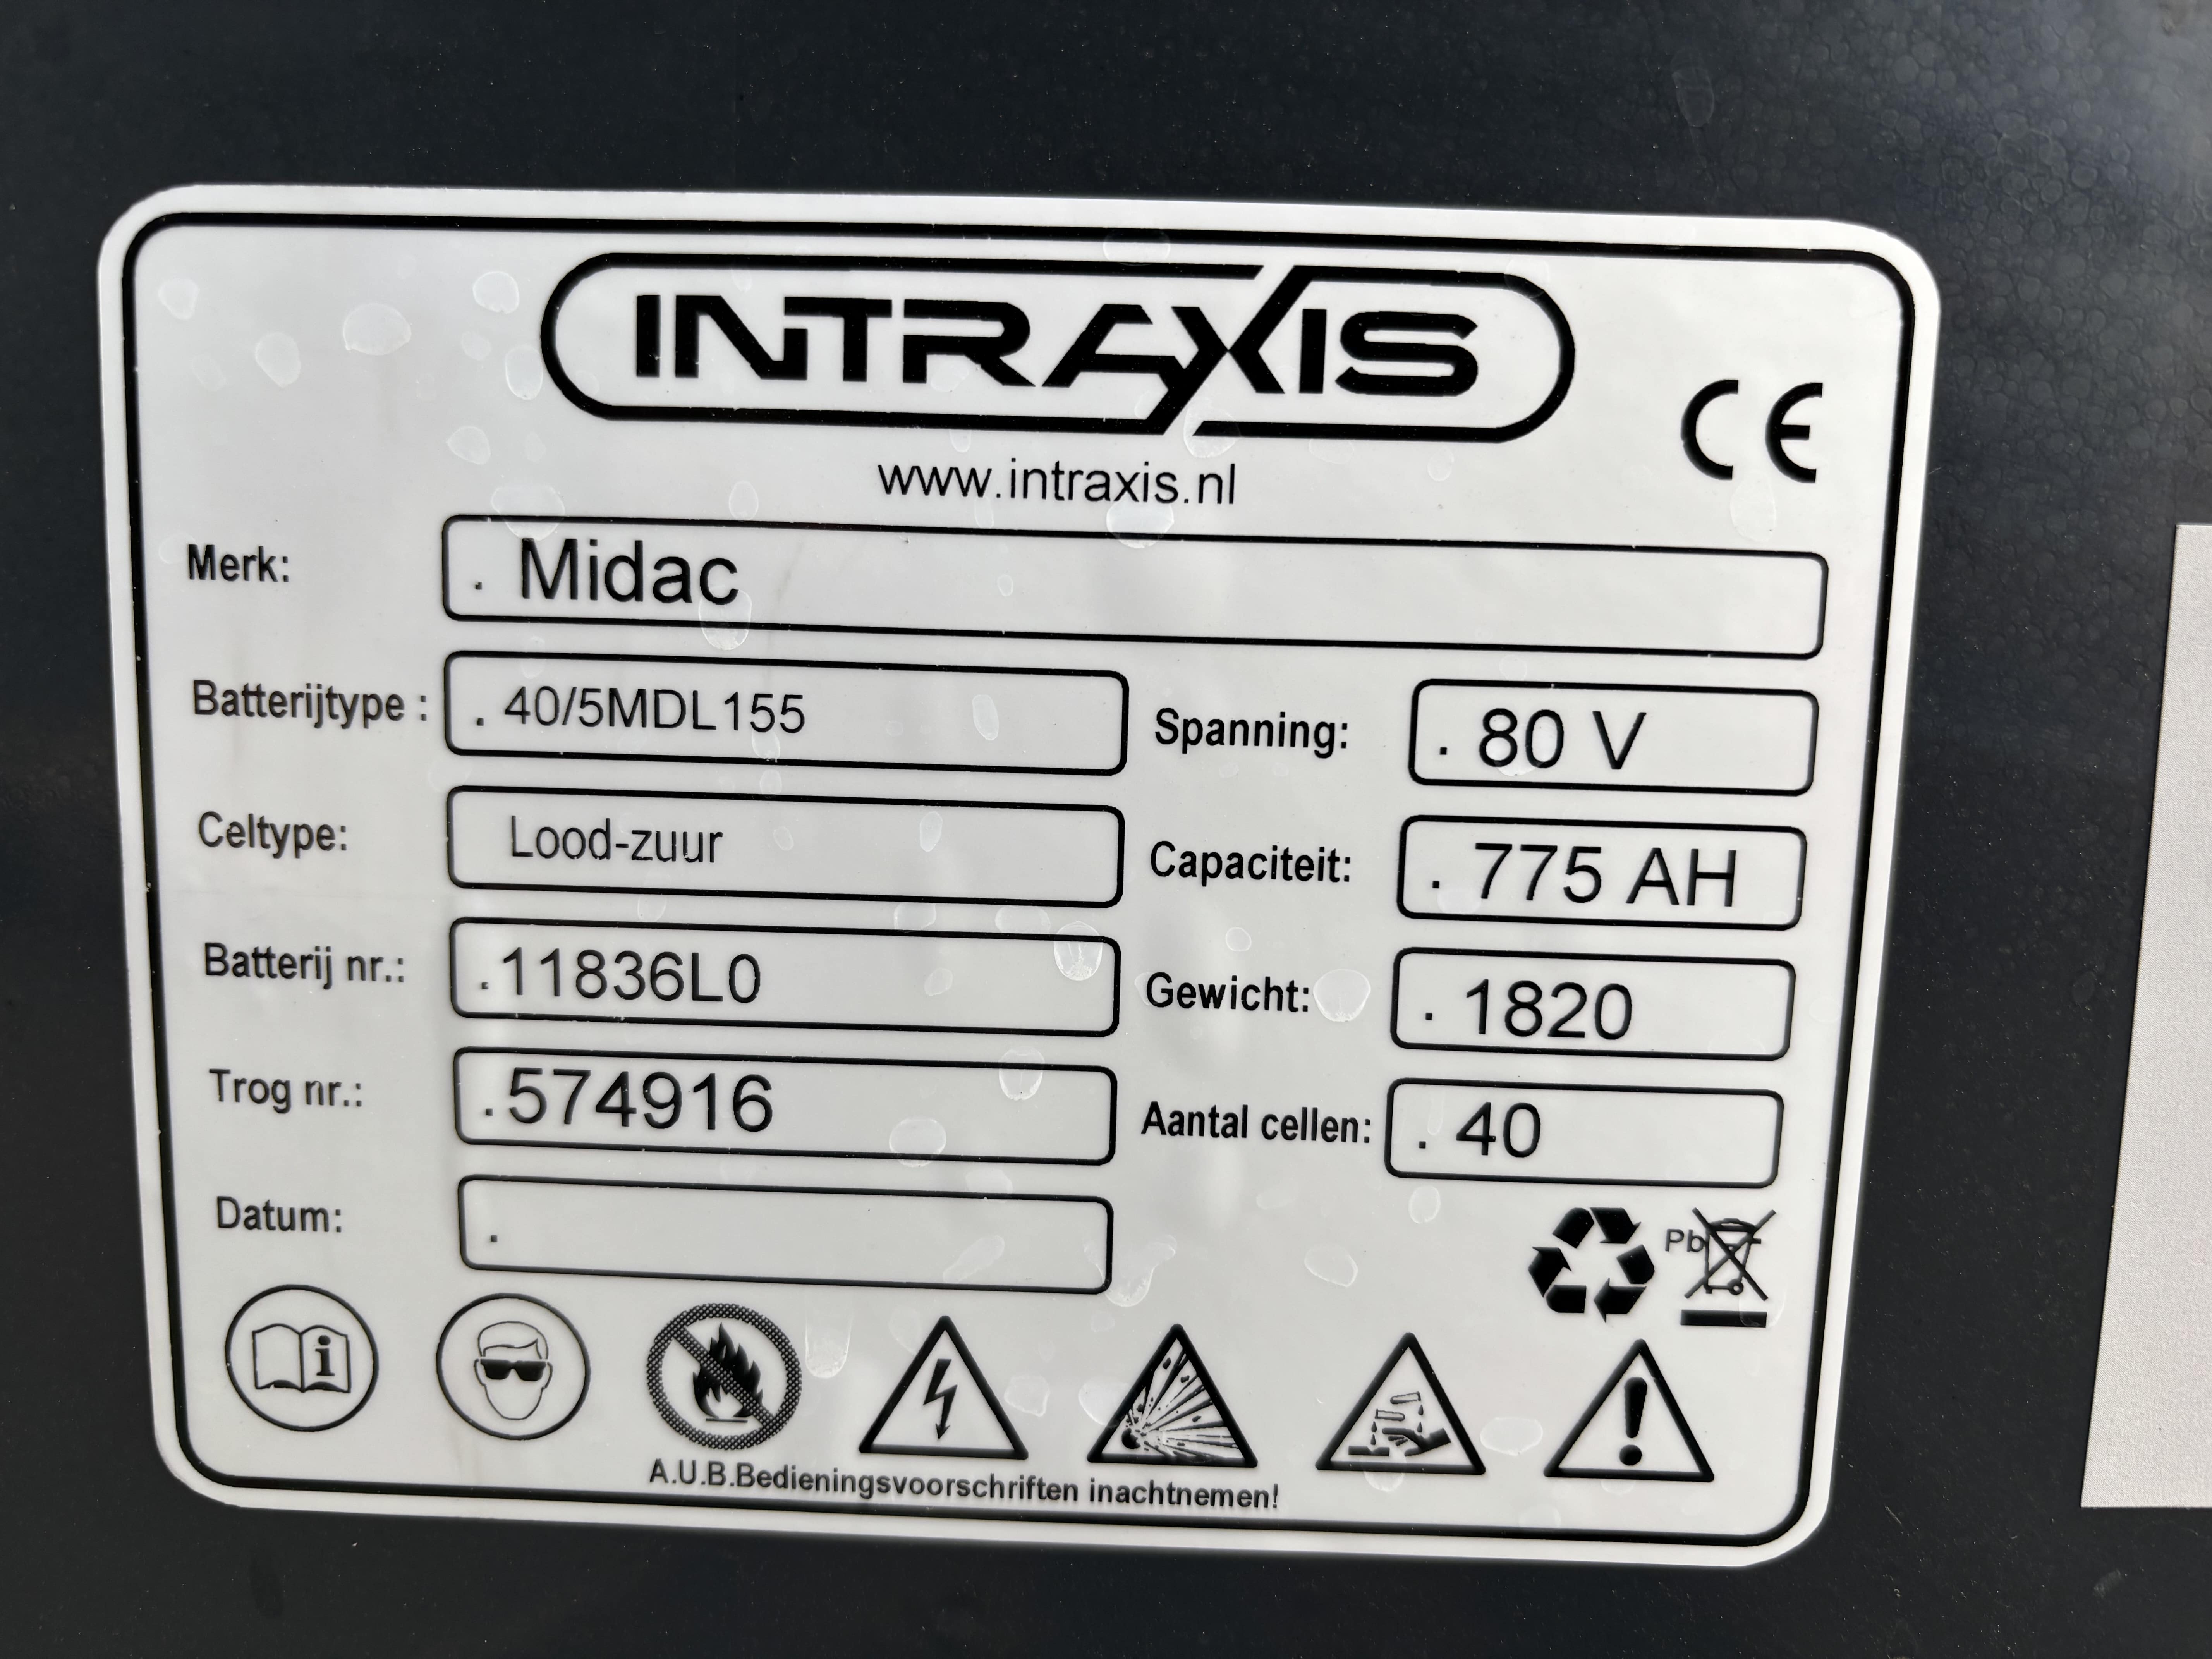 INTRAXIS
CE
www.intraxis.nl
Merk: . Midac
Batterijtype : . 40/5MDL155 Spanning: . 80 V
Celtype: Lood-zuur Capaciteit: . 775 AH
Batterij nr.: .11836L0 Gewicht: . 1820
Trog nr.: .574916 Aantal cellen: . 40
Datum: .
Pb
A.U.B.Bedieningsvoorschriften inachtnemen!